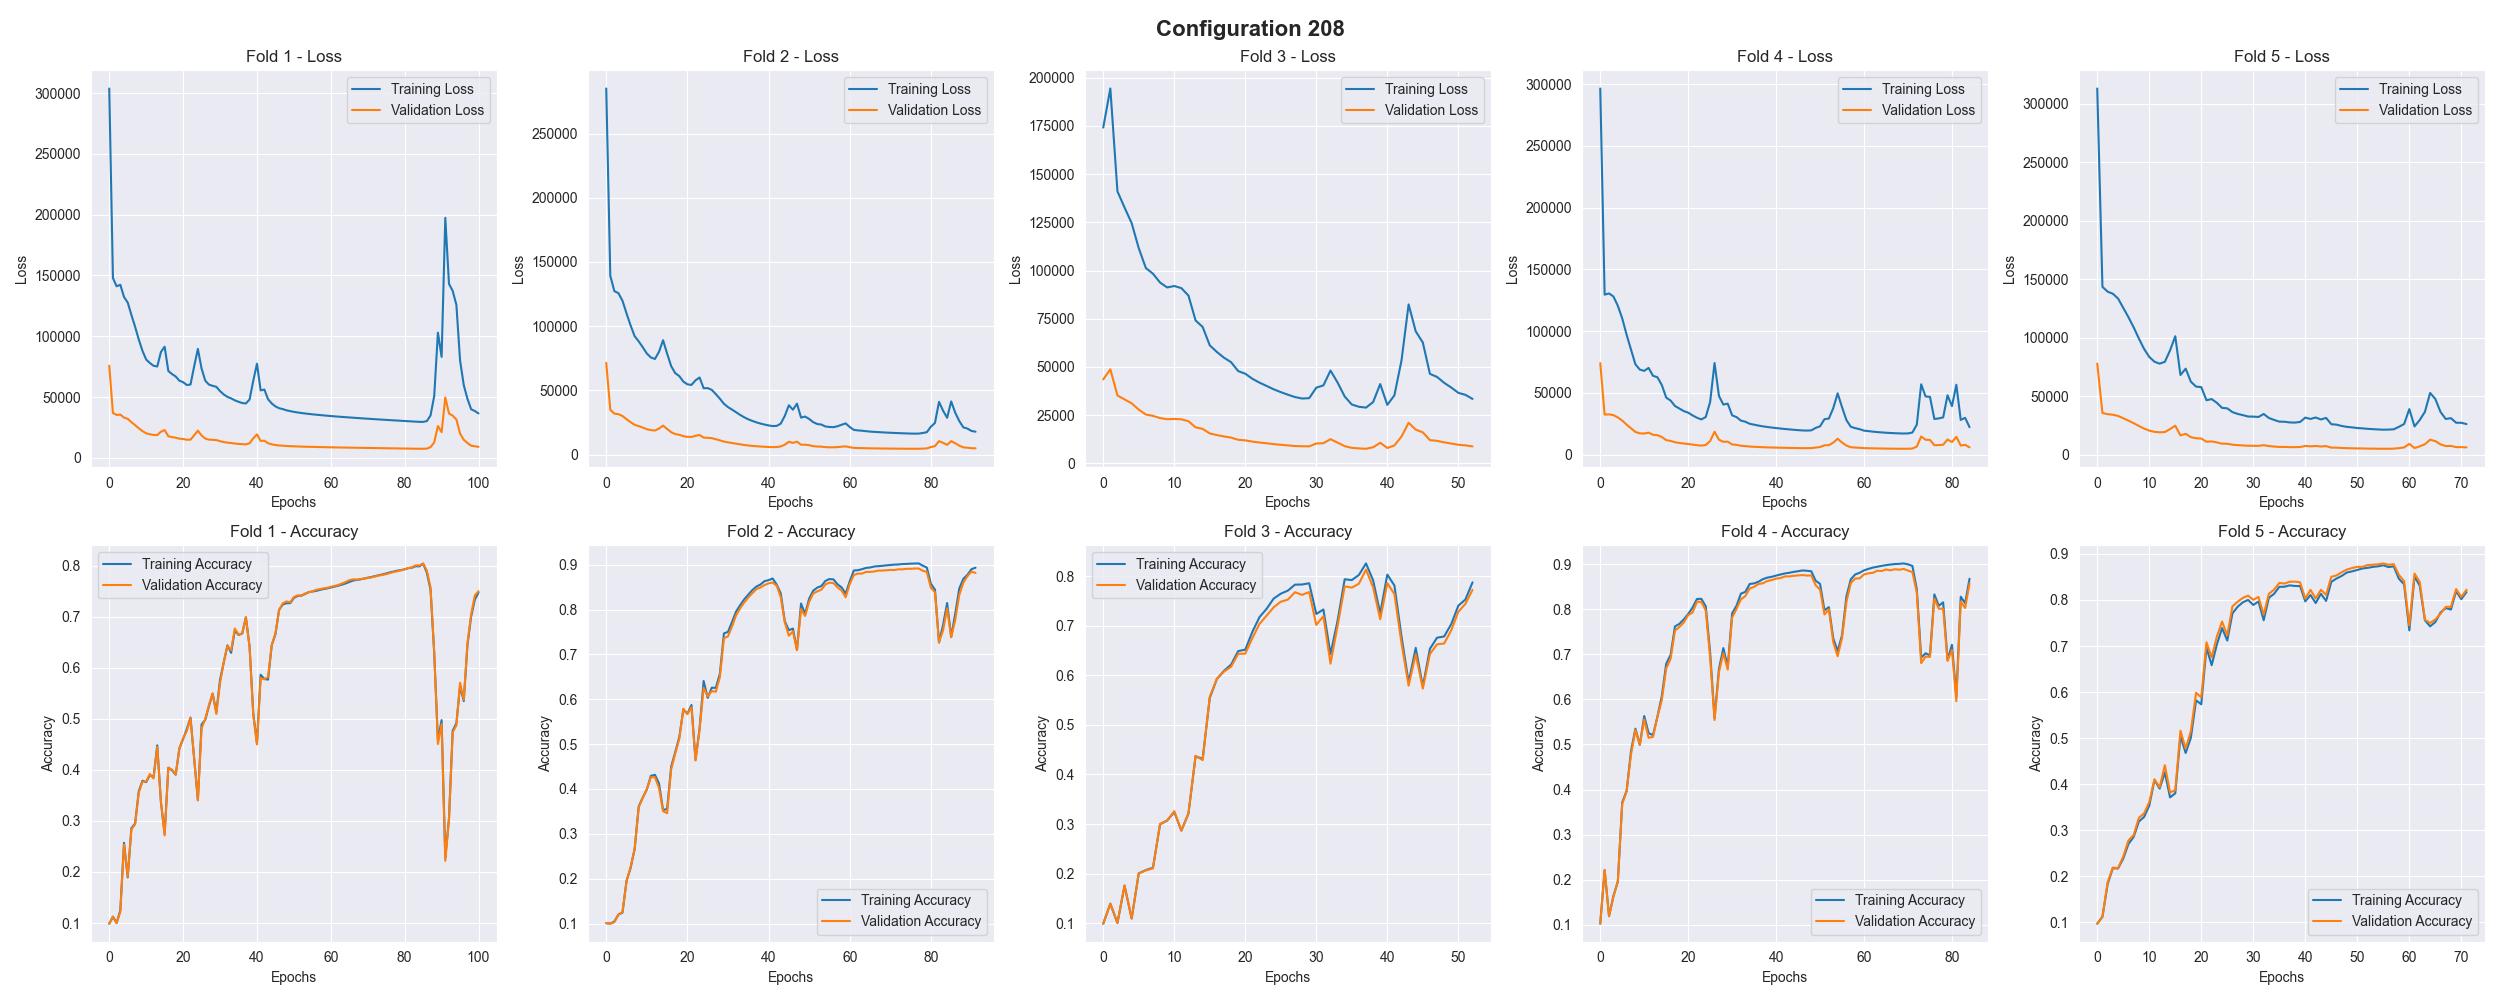 Configuration 208
Fold 1 - Loss
Fold 2 - Loss
Fold 3 - Loss
Fold 4 - Loss
Fold 5 - Loss
Loss
300000
250000
200000
150000
100000
50000
0
Training Loss
Validation Loss
0 20 40 60 80 100
Epochs
Loss
250000
200000
150000
100000
50000
0
Training Loss
Validation Loss
0 20 40 60 80
Epochs
Loss
200000
175000
150000
125000
100000
75000
50000
25000
0
Training Loss
Validation Loss
0 10 20 30 40 50
Epochs
Loss
300000
250000
200000
150000
100000
50000
0
Training Loss
Validation Loss
0 20 40 60 80
Epochs
Loss
300000
250000
200000
150000
100000
50000
0
Training Loss
Validation Loss
0 10 20 30 40 50 60 70
Epochs
Fold 1 - Accuracy
Fold 2 - Accuracy
Fold 3 - Accuracy
Fold 4 - Accuracy
Fold 5 - Accuracy
Accuracy
0.8
0.7
0.6
0.5
0.4
0.3
0.2
0.1
Training Accuracy
Validation Accuracy
0 20 40 60 80 100
Epochs
Accuracy
0.9
0.8
0.7
0.6
0.5
0.4
0.3
0.2
0.1
Training Accuracy
Validation Accuracy
0 20 40 60 80
Epochs
Accuracy
0.8
0.7
0.6
0.5
0.4
0.3
0.2
0.1
Training Accuracy
Validation Accuracy
0 10 20 30 40 50
Epochs
Accuracy
0.9
0.8
0.7
0.6
0.5
0.4
0.3
0.2
0.1
Training Accuracy
Validation Accuracy
0 20 40 60 80
Epochs
Accuracy
0.9
0.8
0.7
0.6
0.5
0.4
0.3
0.2
0.1
Training Accuracy
Validation Accuracy
0 10 20 30 40 50 60 70
Epochs